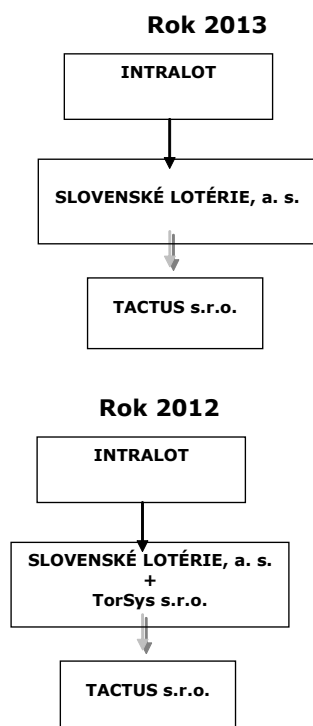 Rok 2013
INTRALOT
SLOVENSKÉ LOTÉRIE, a. s.
TACTUS s.r.o.
Rok 2012
INTRALOT
SLOVENSKÉ LOTÉRIE, a. s.
+
TorSys s.r.o.
TACTUS s.r.o.